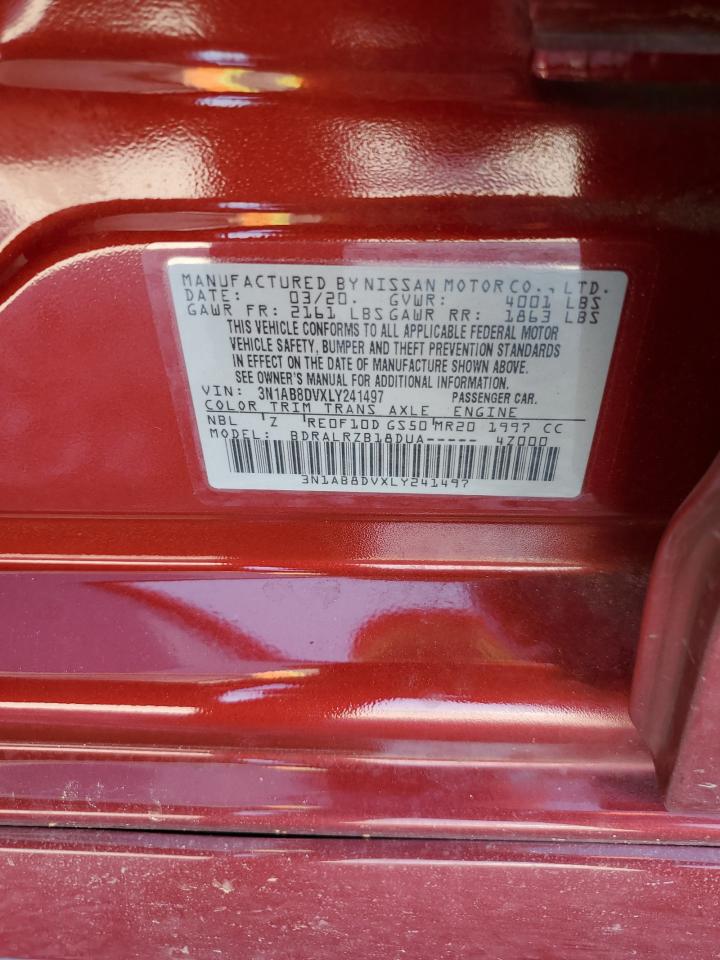 MANUFACTURED BY NISSAN MOTOR CO., LTD.
DATE: 03/20. GVWR: 4001 LBS
GAWR FR: 2161 LBS GAWR RR: 1863 LBS
THIS VEHICLE CONFORMS TO ALL APPLICABLE FEDERAL MOTOR
VEHICLE SAFETY, BUMPER AND THEFT PREVENTION STANDARDS
IN EFFECT ON THE DATE OF MANUFACTURE SHOWN ABOVE.
SEE OWNER'S MANUAL FOR ADDITIONAL INFORMATION.
VIN: 3N1AB8DVXLY241497 PASSENGER CAR.
COLOR TRIM TRANS AXLE ENGINE
NBL Z RE0F10D GS50 MR20 1997 CC
MODEL: BDRALRZB18DUA----- 4Z000
3N1AB8DVXLY241497